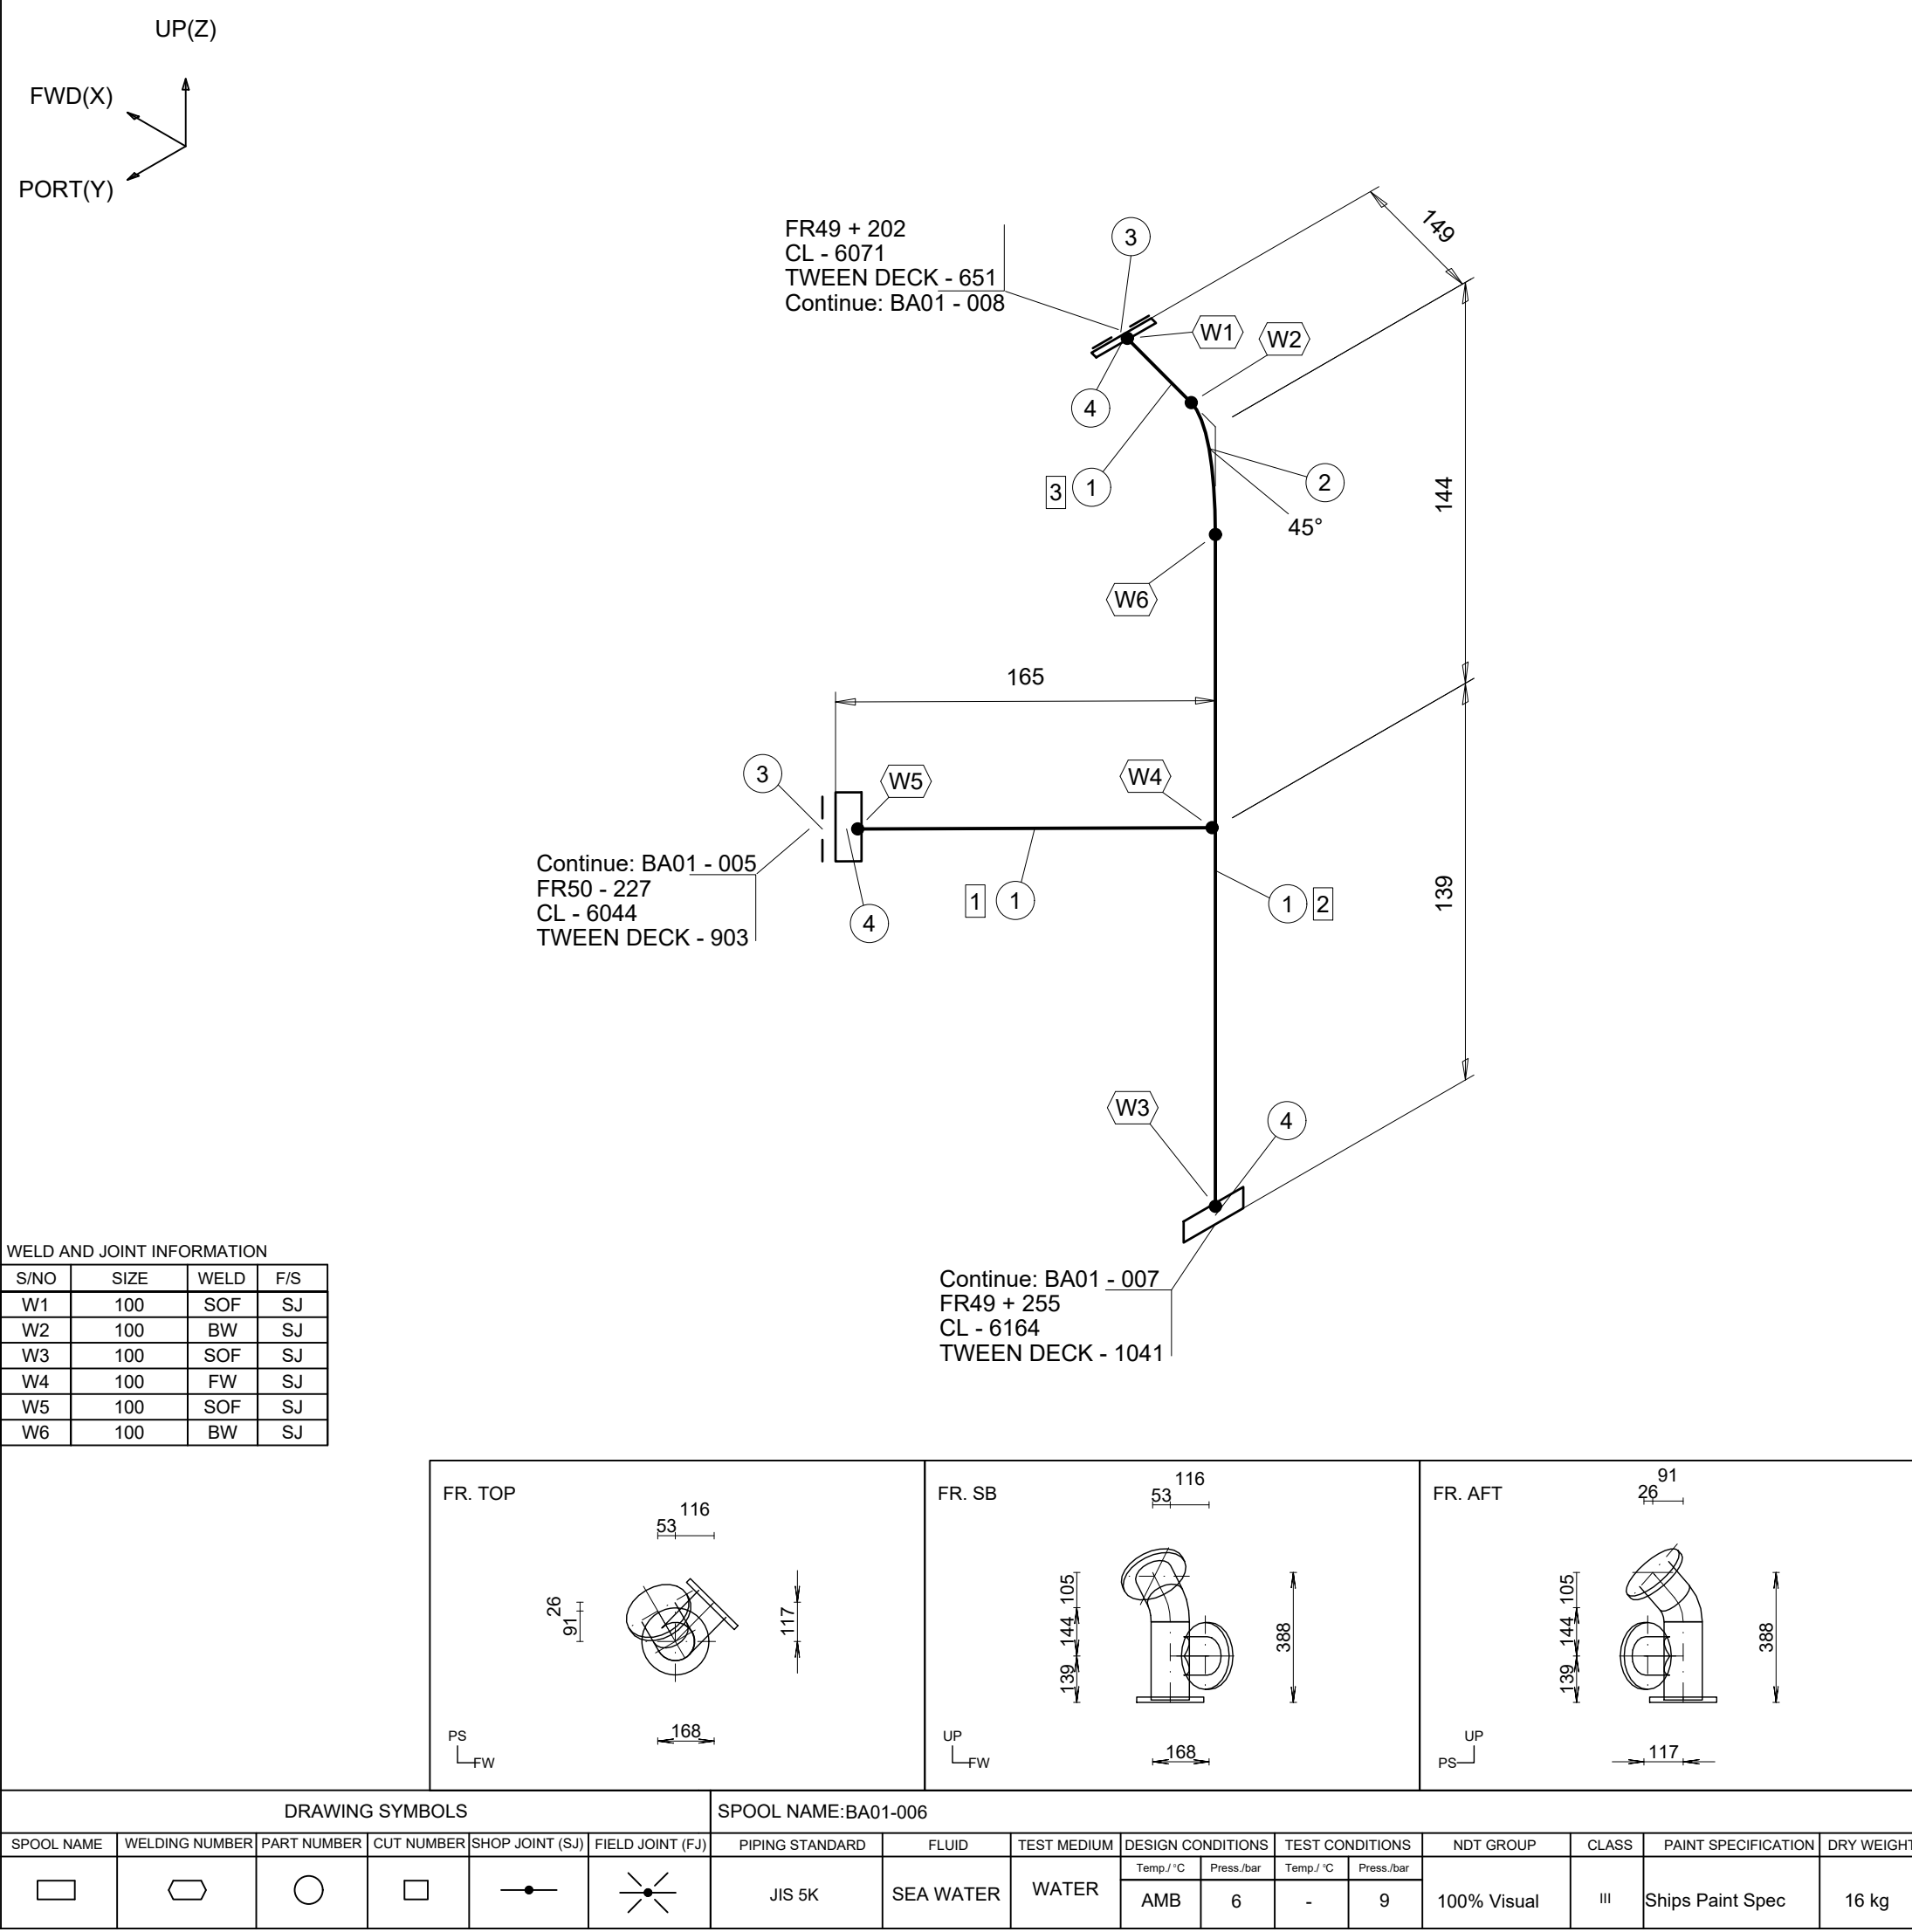 UP(Z)
FWD(X)
PORT(Y)
FR49 + 202
CL - 6071
TWEEN DECK - 651
Continue: BA01 - 008
3
149
W1
W2
4
3 1
2
45°
144
W6
165
3
W5
W4
Continue: BA01 - 005
FR50 - 227
CL - 6044
TWEEN DECK - 903
4
1 1
1 2
139
W3
4
Continue: BA01 - 007
FR49 + 255
CL - 6164
TWEEN DECK - 1041
WELD AND JOINT INFORMATION
S/NO SIZE WELD F/S
W1 100 SOF SJ
W2 100 BW SJ
W3 100 SOF SJ
W4 100 FW SJ
W5 100 SOF SJ
W6 100 BW SJ
FR. TOP
116
53
26
91
117
168
PS
FW
FR. SB
116
53
105
144
139
388
168
UP
FW
FR. AFT
91
26
105
144
139
388
117
UP
PS
DRAWING SYMBOLS
SPOOL NAME:BA01-006
SPOOL NAME WELDING NUMBER PART NUMBER CUT NUMBER SHOP JOINT (SJ) FIELD JOINT (FJ) PIPING STANDARD FLUID TEST MEDIUM DESIGN CONDITIONS TEST CONDITIONS NDT GROUP CLASS PAINT SPECIFICATION DRY WEIGHT
Temp./ °C Press./bar Temp./ °C Press./bar
JIS 5K SEA WATER WATER AMB 6 - 9 100% Visual III Ships Paint Spec 16 kg